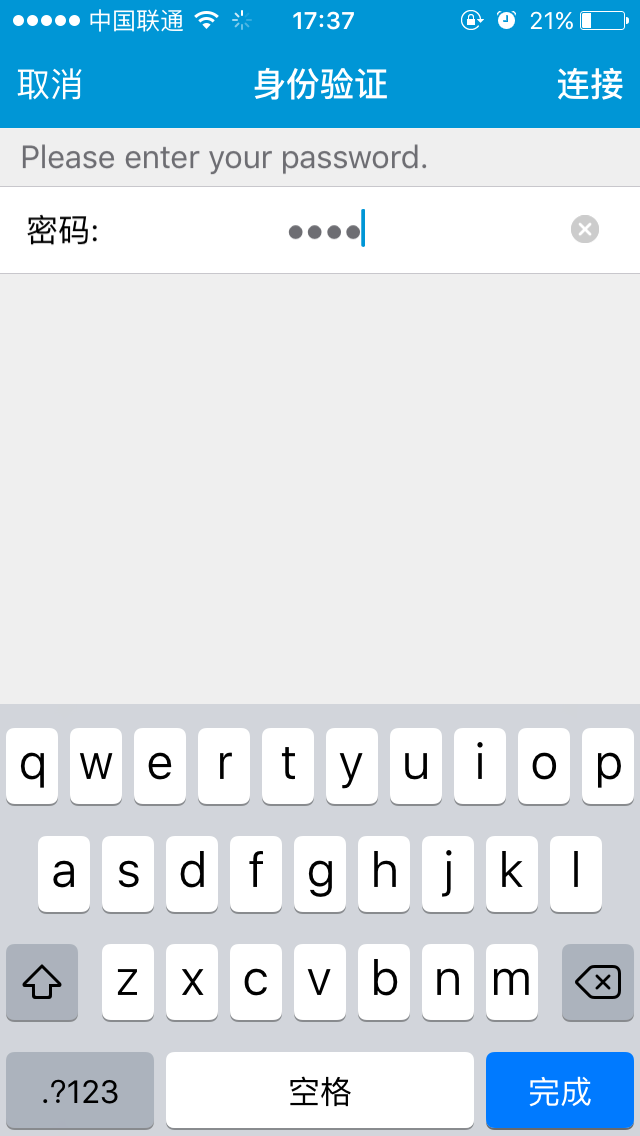 中国联通 17:37 21%
取消 身份验证 连接
Please enter your password.
密码: ••••
q w e r t y u i o p
a s d f g h j k l
z x c v b n m
.?123 空格 完成